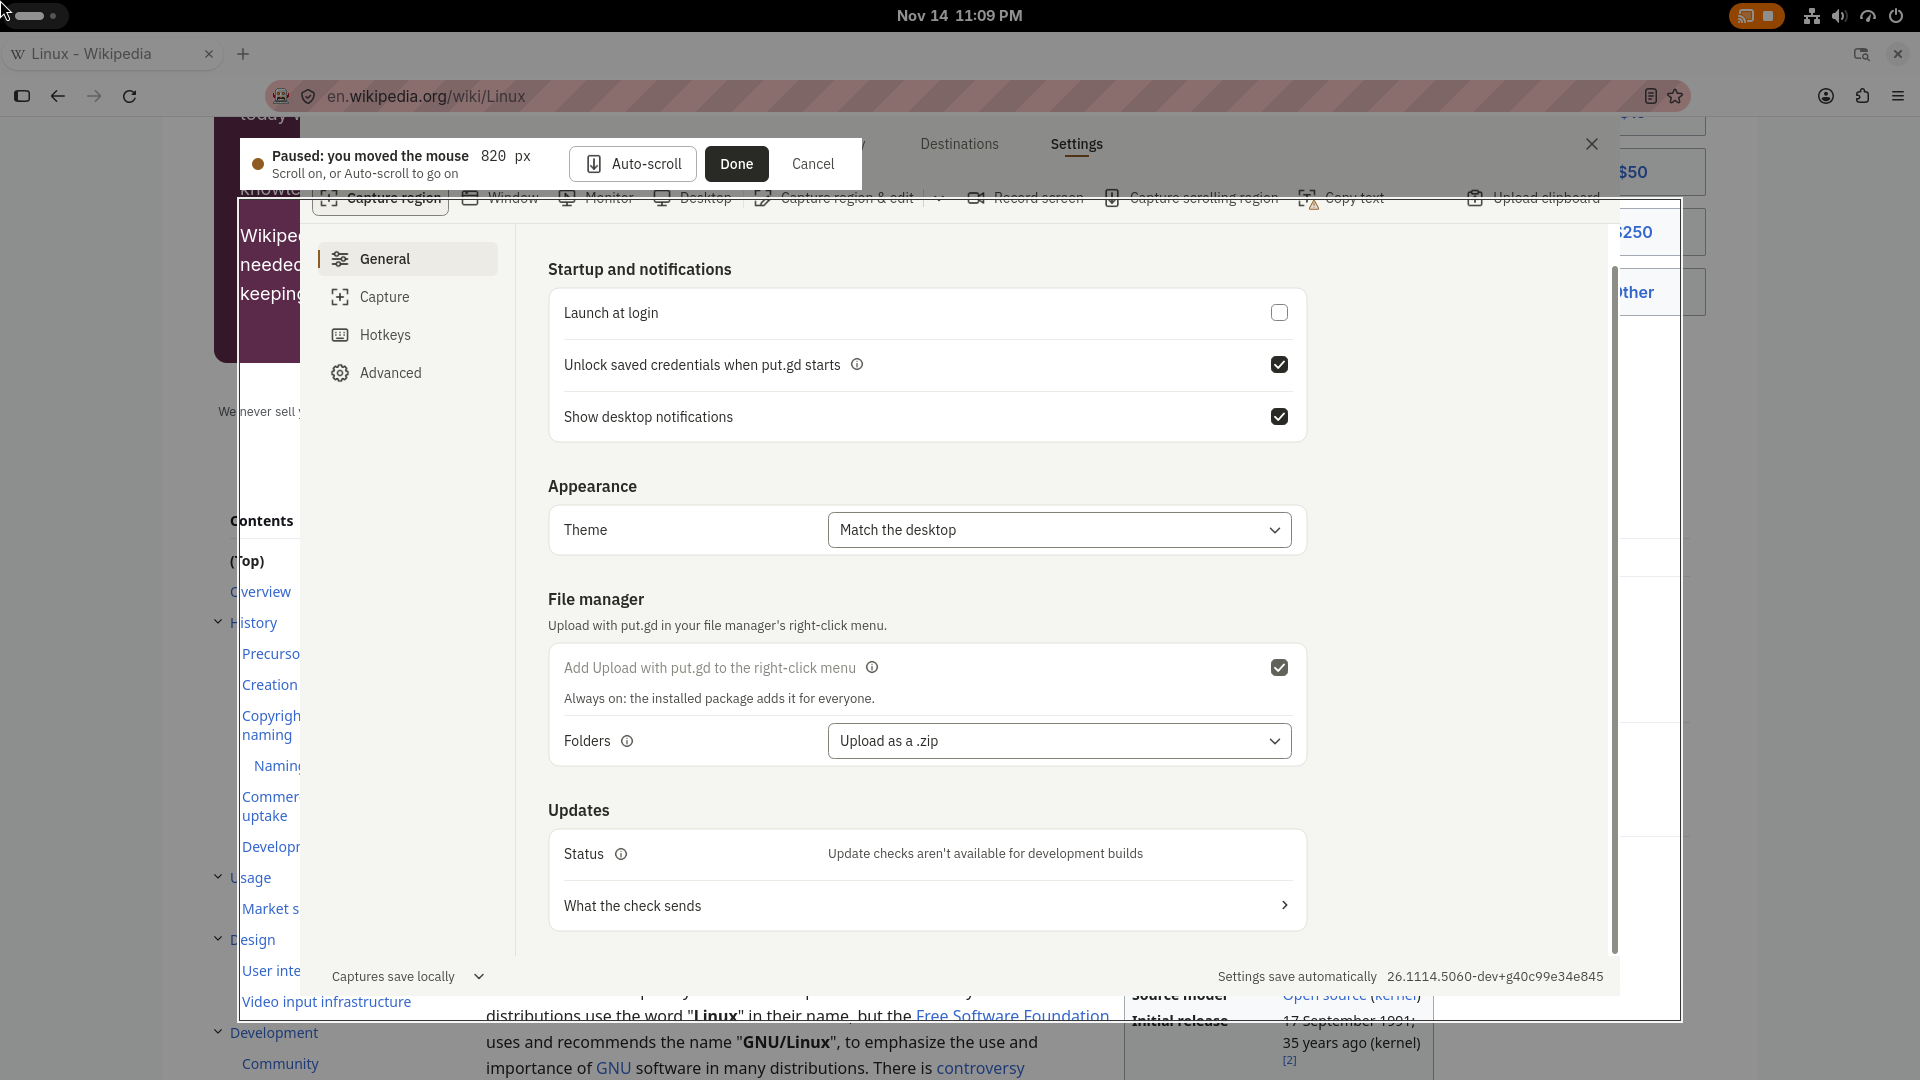 Nov 14 11:09 PM
Linux - Wikipedia
en.wikipedia.org/wiki/Linux
Destinations
Settings
Paused: you moved the mouse
820 px
Scroll on, or Auto-scroll to go on
Auto-scroll
Done
Cancel
$50
Capture region
Window
Monitor
Desktop
Capture region & edit
Record screen
Capture scrolling region
Copy text
Upload clipboard
$250
needed
keeping
General
Capture
Hotkeys
Advanced
Startup and notifications
Launch at login
Unlock saved credentials when put.gd starts
Show desktop notifications
We never sell
Appearance
Theme
Match the desktop
Contents
(Top)
Overview
History
Creation
naming
uptake
Usage
Design
Video input infrastructure
Development
Community
File manager
Upload with put.gd in your file manager's right-click menu.
Add Upload with put.gd to the right-click menu
Always on: the installed package adds it for everyone.
Folders
Upload as a .zip
Updates
Status
Update checks aren't available for development builds
What the check sends
Captures save locally
Settings save automatically
26.1114.5060-dev+g40c99e34e845
distributions use the word "Linux" in their name, but the Free Software Foundation
uses and recommends the name "GNU/Linux", to emphasize the use and
importance of GNU software in many distributions. There is controversy
Source model
Open source (kernel)
Initial release
17 September 1991;
35 years ago (kernel)
[2]